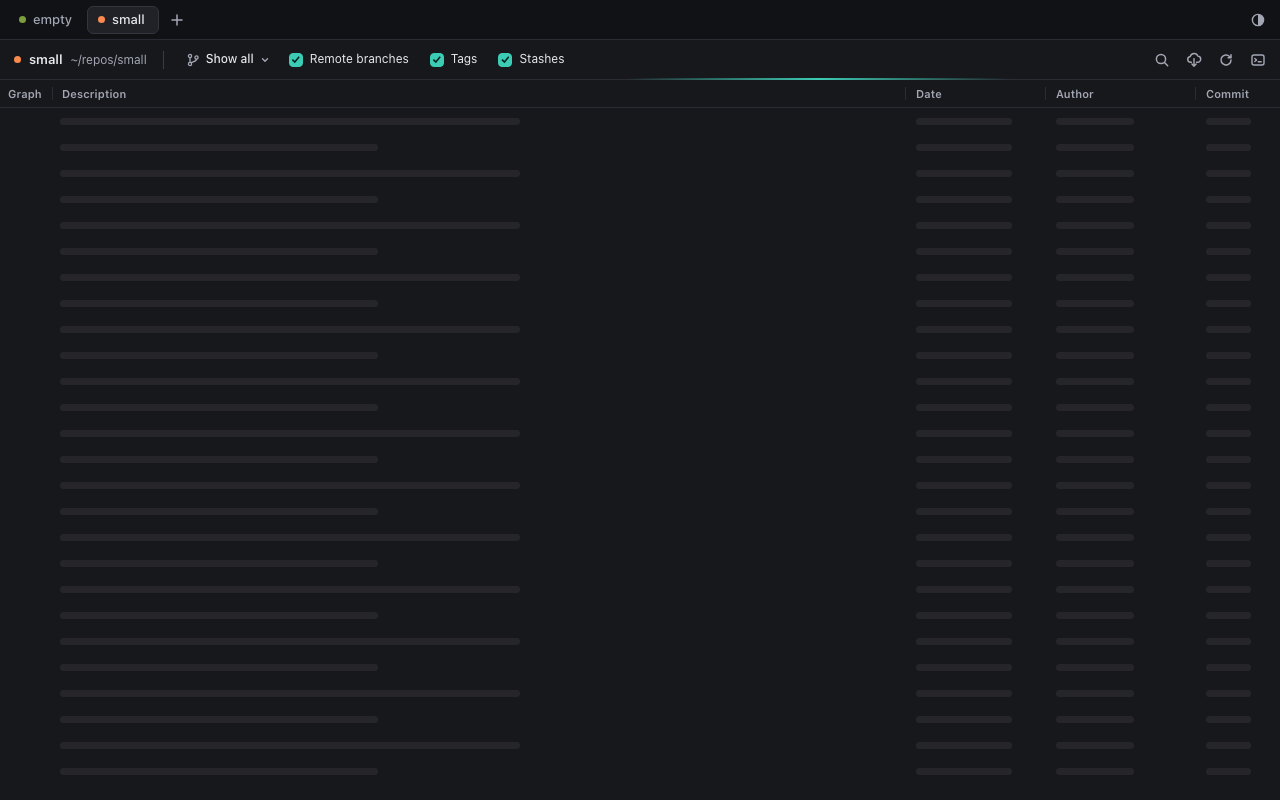 empty small
small ~/repos/small Show all Remote branches Tags Stashes
Graph Description Date Author Commit